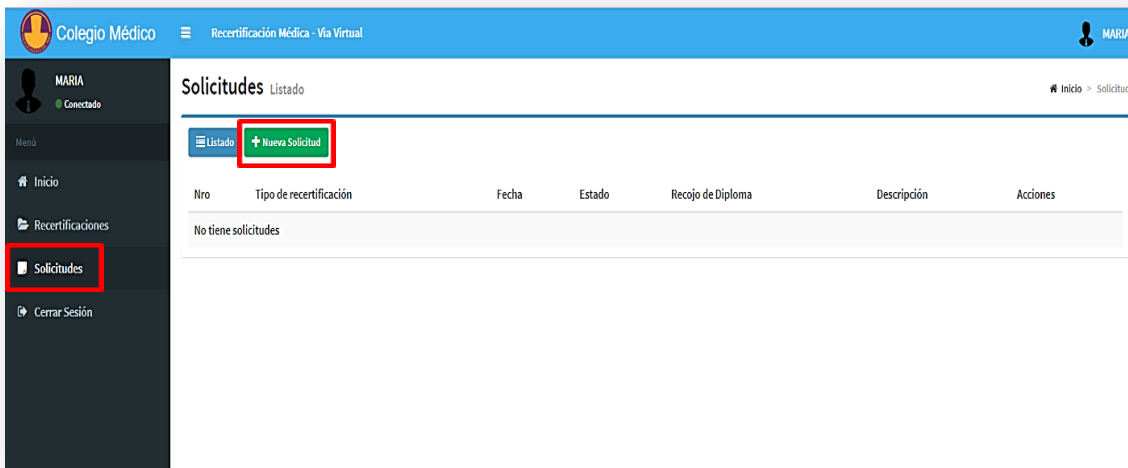 Colegio Médico
Recertificación Médica - Via Virtual
MARIA
MARIA
Conectado
Menú
Inicio
Recertificaciones
Solicitudes
Cerrar Sesión
Solicitudes Listado
Inicio > Solicitud
Listado
Nueva Solicitud
Nro Tipo de recertificación Fecha Estado Recojo de Diploma Descripción Acciones
No tiene solicitudes